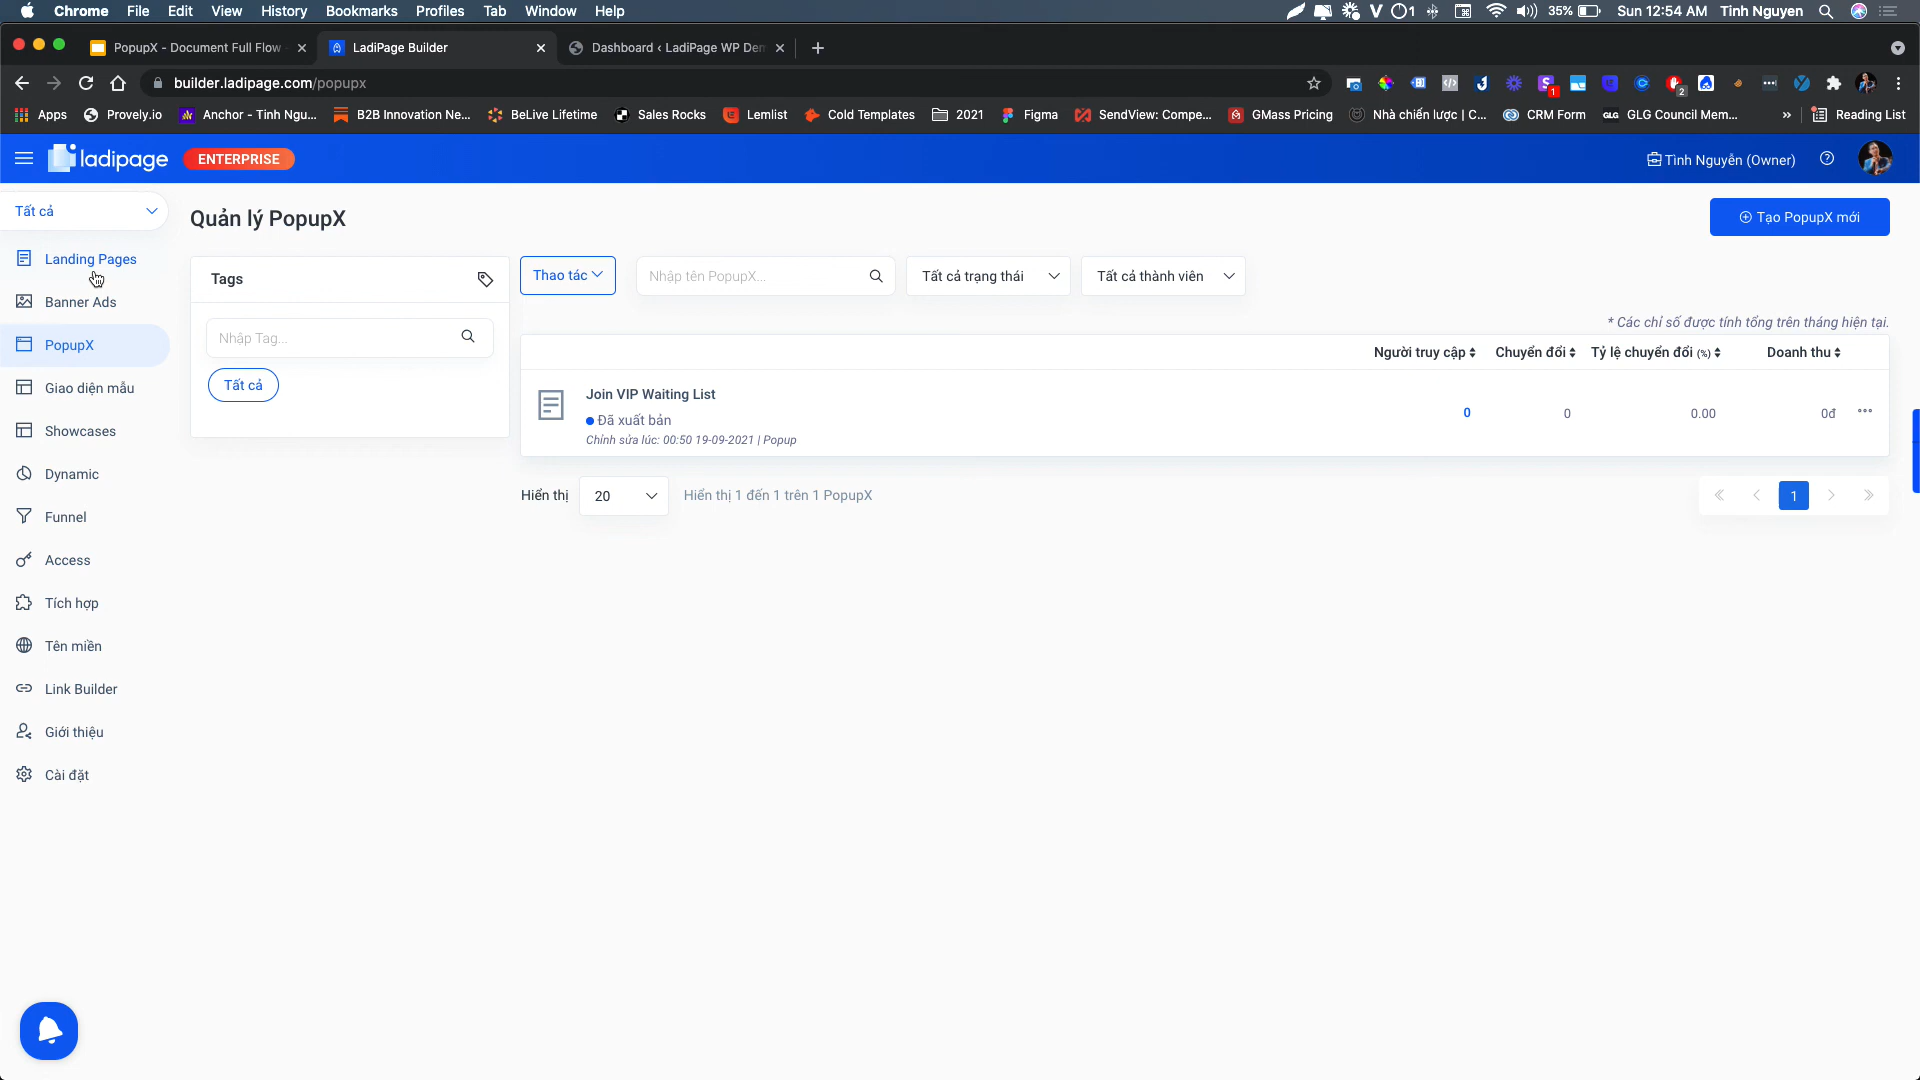 Chrome File Edit View History Bookmarks Profiles Tab Window Help 1 35% Sun 12:54 AM Tinh Nguyen
PopupX - Document Full Flow LadiPage Builder Dashboard ‹ LadiPage WP Dem
builder.ladipage.com/popupx
Apps Provely.io Anchor - Tinh Ngu... B2B Innovation Ne... BeLive Lifetime Sales Rocks Lemlist Cold Templates 2021 Figma SendView: Compe... GMass Pricing Nhà chiến lược | C... CRM Form GLG Council Mem... » Reading List
ladipage ENTERPRISE Tình Nguyễn (Owner)
Tất cả
Landing Pages
Banner Ads
PopupX
Giao diện mẫu
Showcases
Dynamic
Funnel
Access
Tích hợp
Tên miền
Link Builder
Giới thiệu
Cài đặt
Quản lý PopupX
Tạo PopupX mới
Tags
Nhập Tag...
Tất cả
Thao tác Nhập tên PopupX... Tất cả trạng thái Tất cả thành viên
* Các chỉ số được tính tổng trên tháng hiện tại.
Người truy cập Chuyển đổi Tỷ lệ chuyển đổi (%) Doanh thu
Join VIP Waiting List
Đã xuất bản
Chỉnh sửa lúc: 00:50 19-09-2021 | Popup
0 0 0.00 0đ
Hiển thị 20 Hiển thị 1 đến 1 trên 1 PopupX
1